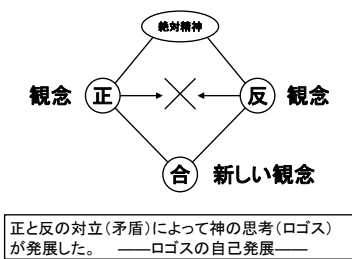 絶対精神
観念 正 反 観念
合 新しい観念
正と反の対立(矛盾)によって神の思考(ロゴス)
が発展した。 ――ロゴスの自己発展――